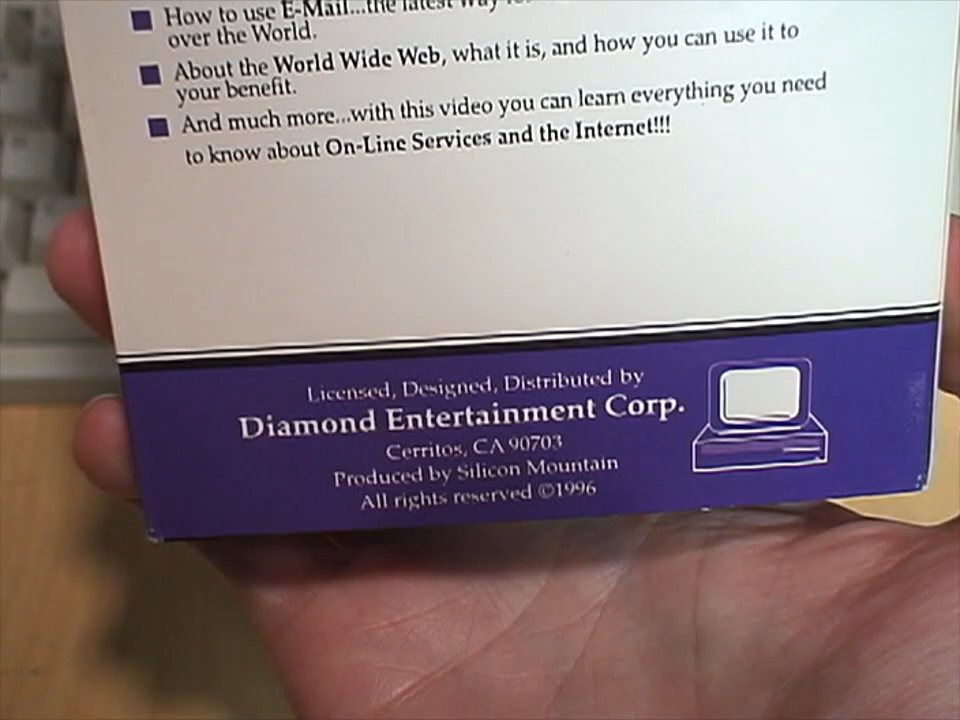 How to use E-Mail...the latest way
over the World.
About the World Wide Web, what it is, and how you can use it to
your benefit.
And much more...with this video you can learn everything you need
to know about On-Line Services and the Internet!!!
Licensed, Designed, Distributed by
Diamond Entertainment Corp.
Cerritos, CA 90703
Produced by Silicon Mountain
All rights reserved ©1996